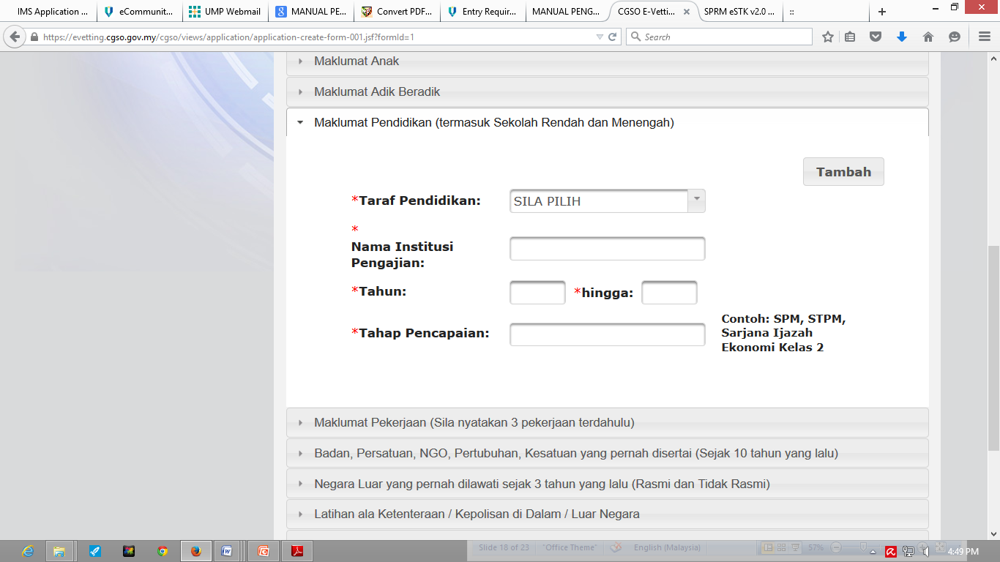 IMS Application ...
eCommunit...
UMP Webmail
MANUAL PE...
Convert PDF...
Entry Requir...
MANUAL PENG...
CGSO E-Vetti...
SPRM eSTK v2.0 ...
https://evetting.cgso.gov.my/cgso/views/application/application-create-form-001.jsf?formId=1
Search
Maklumat Anak
Maklumat Adik Beradik
Maklumat Pendidikan (termasuk Sekolah Rendah dan Menengah)
Tambah
*Taraf Pendidikan: SILA PILIH
*
Nama Institusi
Pengajian:
*Tahun: *hingga:
*Tahap Pencapaian:
Contoh: SPM, STPM,
Sarjana Ijazah
Ekonomi Kelas 2
Maklumat Pekerjaan (Sila nyatakan 3 pekerjaan terdahulu)
Badan, Persatuan, NGO, Pertubuhan, Kesatuan yang pernah disertai (Sejak 10 tahun yang lalu)
Negara Luar yang pernah dilawati sejak 3 tahun yang lalu (Rasmi dan Tidak Rasmi)
Latihan ala Ketenteraan / Kepolisan di Dalam / Luar Negara
Slide 18 of 23 "Office Theme" English (Malaysia) 57% 4:49 PM